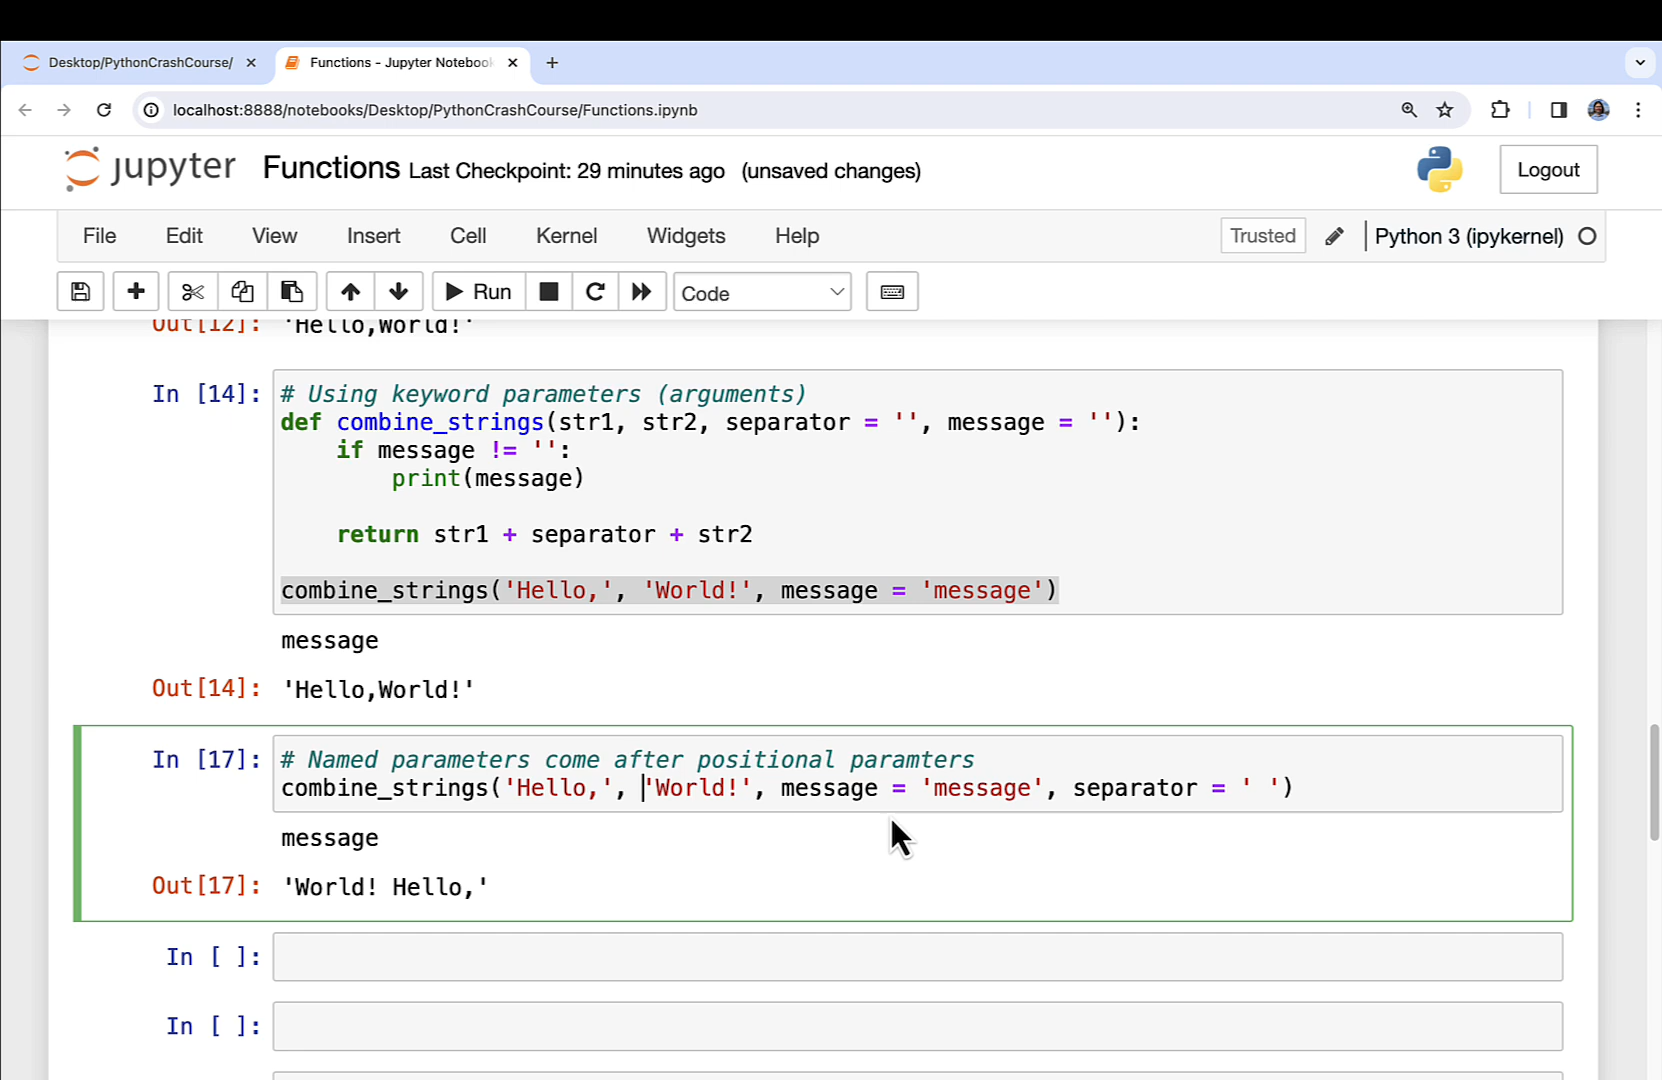 Desktop/PythonCrashCourse/
Functions - Jupyter Notebook
localhost:8888/notebooks/Desktop/PythonCrashCourse/Functions.ipynb
jupyter Functions Last Checkpoint: 29 minutes ago (unsaved changes)
Logout
File Edit View Insert Cell Kernel Widgets Help
Trusted
Python 3 (ipykernel)
Run
Code
Out[12]: 'Hello,World!'
In [14]: # Using keyword parameters (arguments)
def combine_strings(str1, str2, separator = '', message = ''):
    if message != '':
        print(message)
    return str1 + separator + str2
combine_strings('Hello,', 'World!', message = 'message')
message
Out[14]: 'Hello,World!'
In [17]: # Named parameters come after positional paramters
combine_strings('Hello,', 'World!', message = 'message', separator = ' ')
message
Out[17]: 'World! Hello,'
In [ ]:
In [ ]: